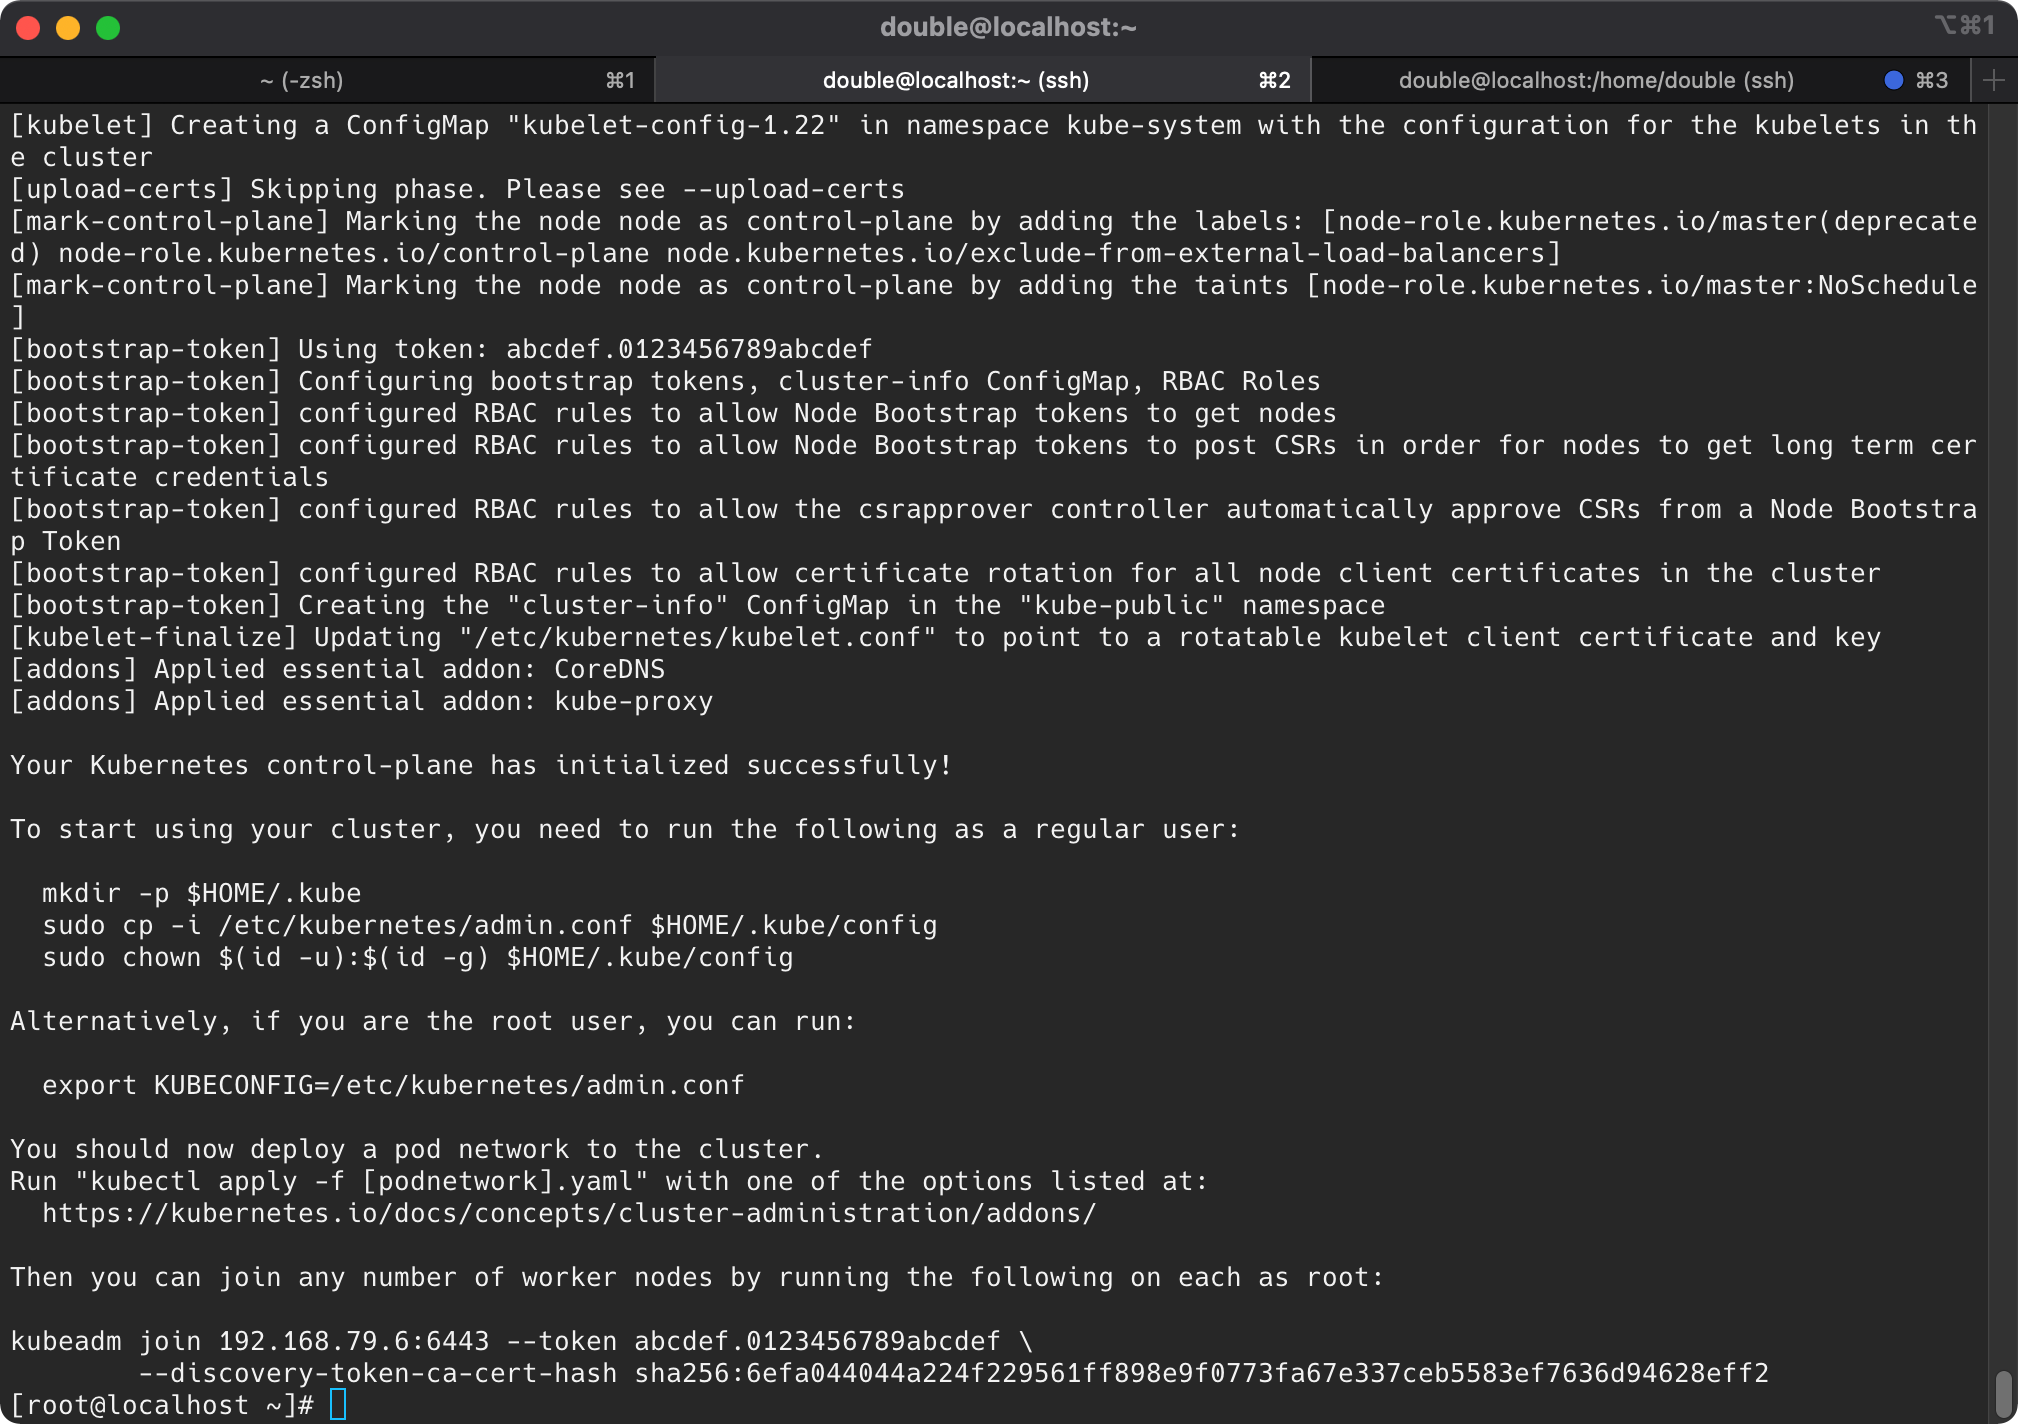 double@localhost:~
⌥⌘1
~ (-zsh) ⌘1
double@localhost:~ (ssh) ⌘2
double@localhost:/home/double (ssh) ⌘3
[kubelet] Creating a ConfigMap "kubelet-config-1.22" in namespace kube-system with the configuration for the kubelets in th
e cluster
[upload-certs] Skipping phase. Please see --upload-certs
[mark-control-plane] Marking the node node as control-plane by adding the labels: [node-role.kubernetes.io/master(deprecate
d) node-role.kubernetes.io/control-plane node.kubernetes.io/exclude-from-external-load-balancers]
[mark-control-plane] Marking the node node as control-plane by adding the taints [node-role.kubernetes.io/master:NoSchedule
]
[bootstrap-token] Using token: abcdef.0123456789abcdef
[bootstrap-token] Configuring bootstrap tokens, cluster-info ConfigMap, RBAC Roles
[bootstrap-token] configured RBAC rules to allow Node Bootstrap tokens to get nodes
[bootstrap-token] configured RBAC rules to allow Node Bootstrap tokens to post CSRs in order for nodes to get long term cer
tificate credentials
[bootstrap-token] configured RBAC rules to allow the csrapprover controller automatically approve CSRs from a Node Bootstra
p Token
[bootstrap-token] configured RBAC rules to allow certificate rotation for all node client certificates in the cluster
[bootstrap-token] Creating the "cluster-info" ConfigMap in the "kube-public" namespace
[kubelet-finalize] Updating "/etc/kubernetes/kubelet.conf" to point to a rotatable kubelet client certificate and key
[addons] Applied essential addon: CoreDNS
[addons] Applied essential addon: kube-proxy
Your Kubernetes control-plane has initialized successfully!
To start using your cluster, you need to run the following as a regular user:
mkdir -p $HOME/.kube
sudo cp -i /etc/kubernetes/admin.conf $HOME/.kube/config
sudo chown $(id -u):$(id -g) $HOME/.kube/config
Alternatively, if you are the root user, you can run:
export KUBECONFIG=/etc/kubernetes/admin.conf
You should now deploy a pod network to the cluster.
Run "kubectl apply -f [podnetwork].yaml" with one of the options listed at:
https://kubernetes.io/docs/concepts/cluster-administration/addons/
Then you can join any number of worker nodes by running the following on each as root:
kubeadm join 192.168.79.6:6443 --token abcdef.0123456789abcdef \
--discovery-token-ca-cert-hash sha256:6efa044044a224f229561ff898e9f0773fa67e337ceb5583ef7636d94628eff2
[root@localhost ~]#